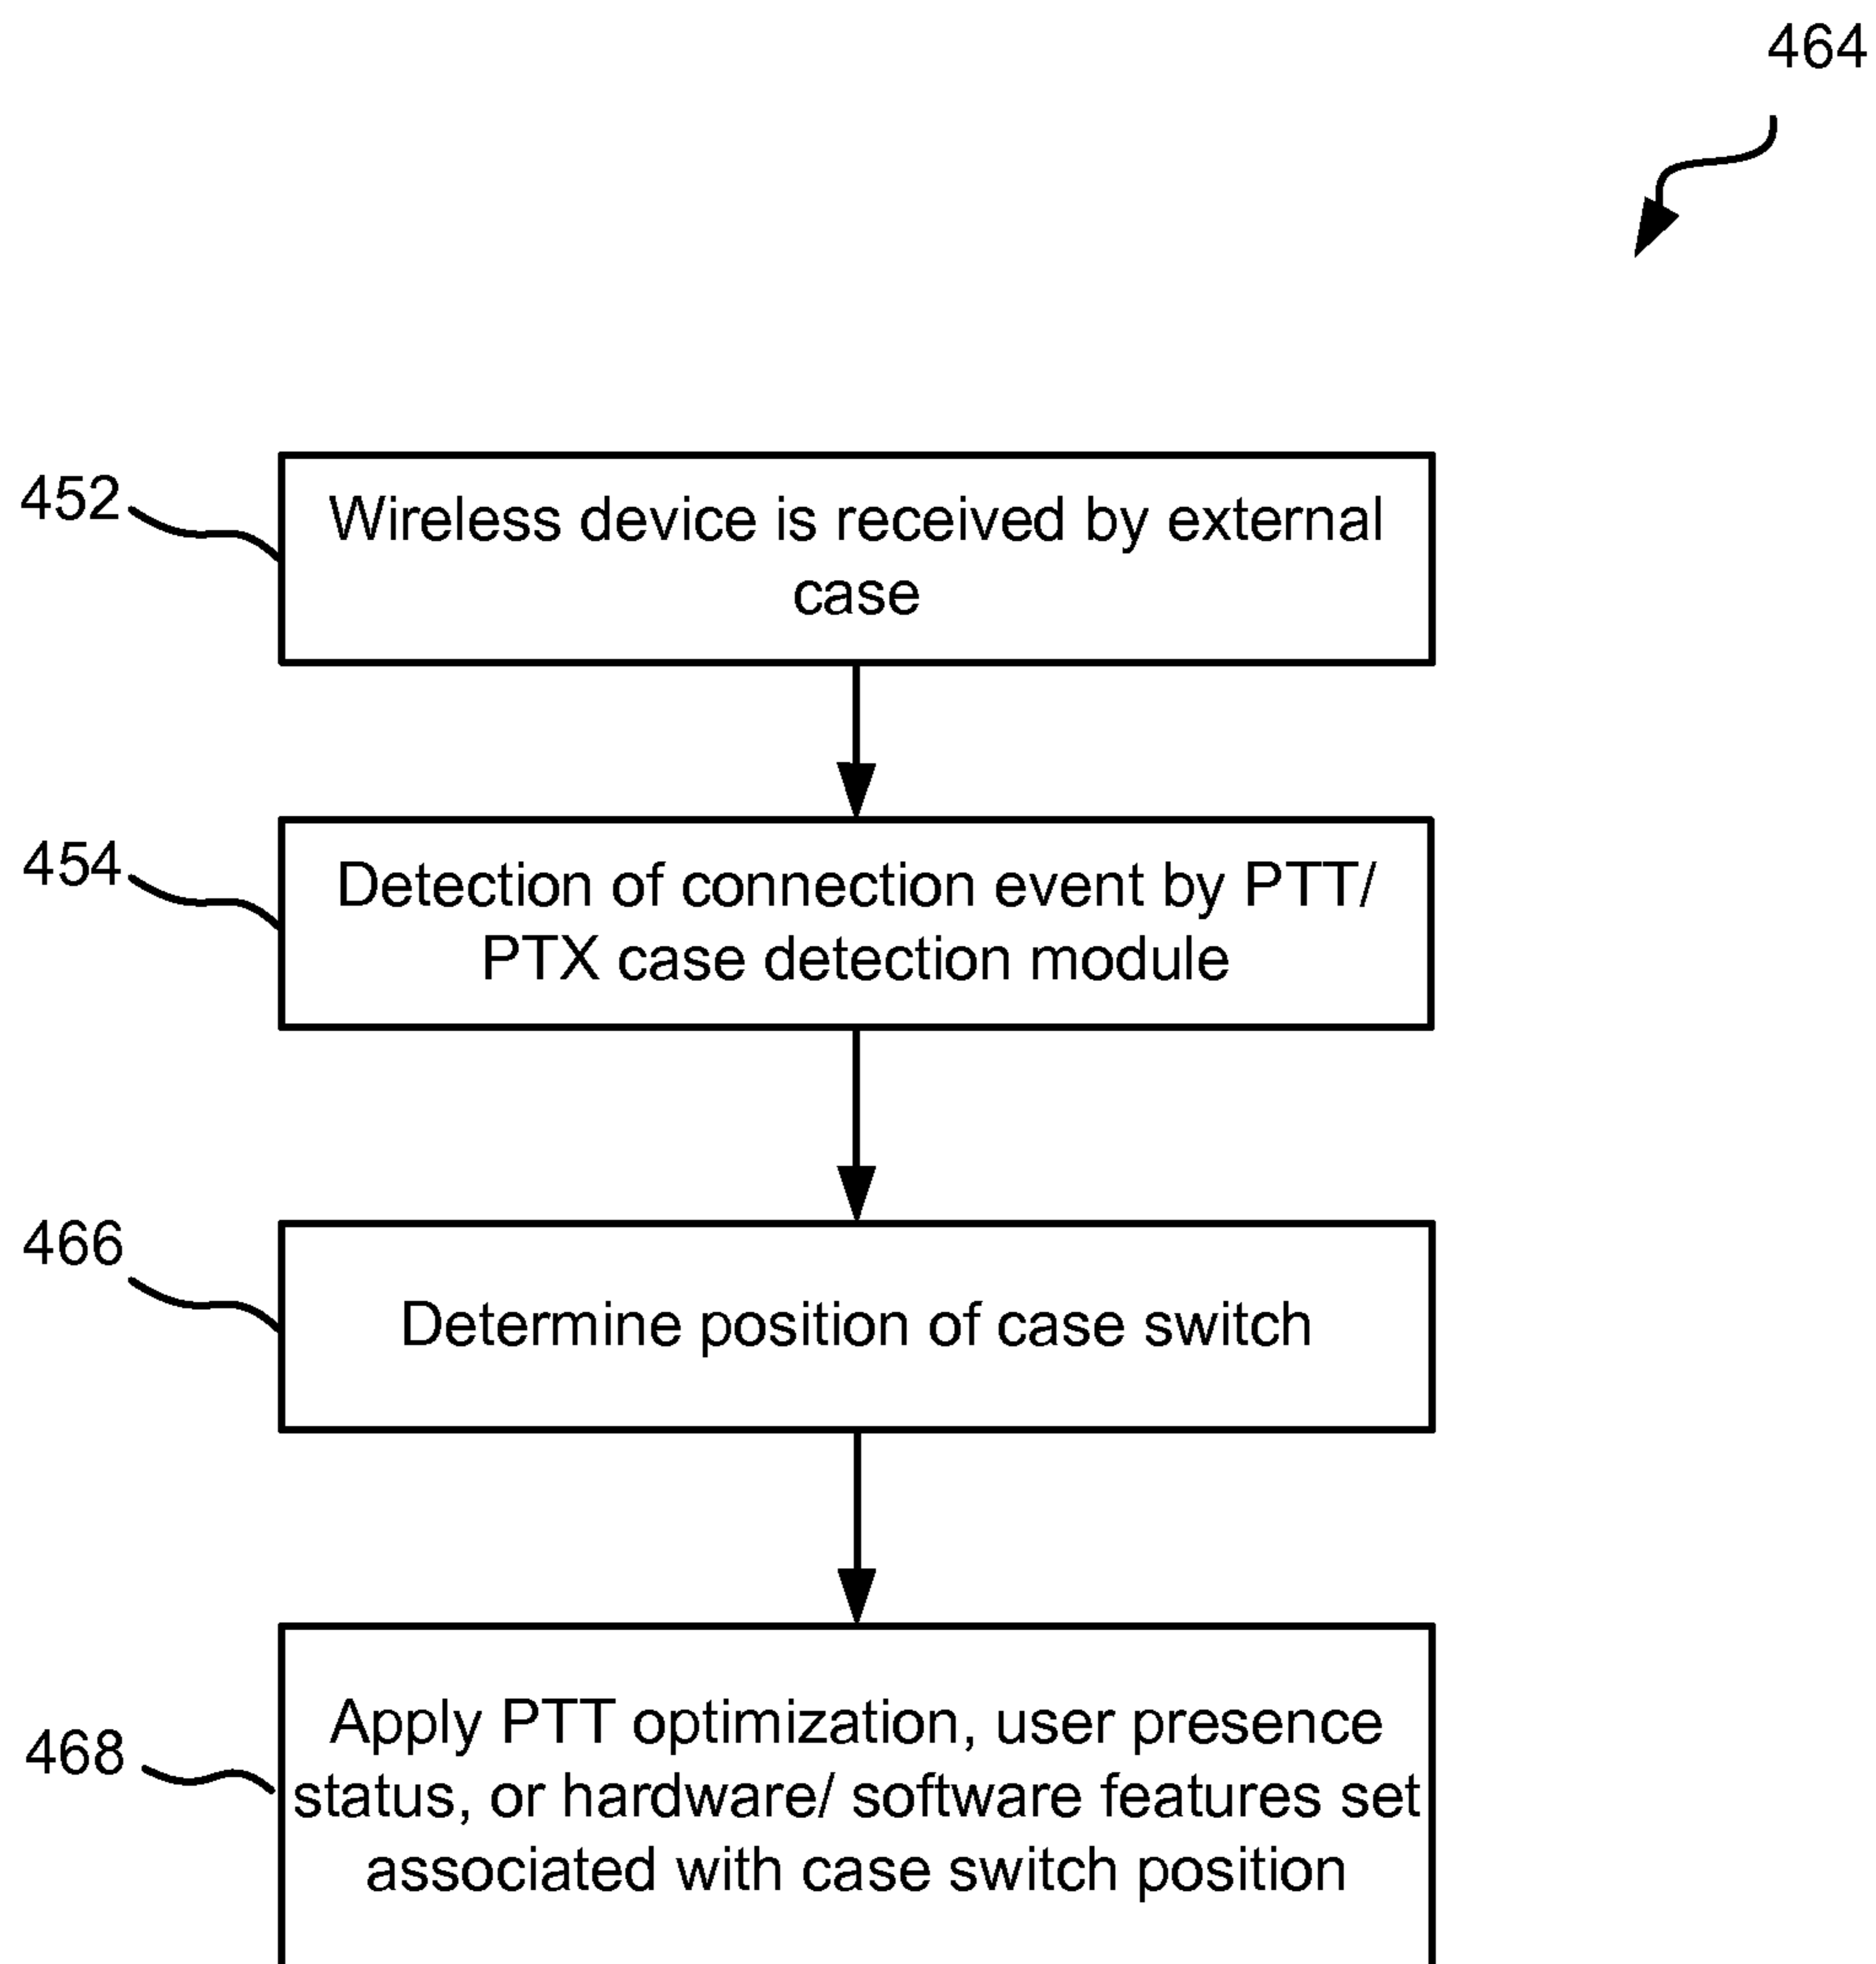 464
452
Wireless device is received by external
case
454
Detection of connection event by PTT/
PTX case detection module
466
Determine position of case switch
468
Apply PTT optimization, user presence
status, or hardware/ software features set
associated with case switch position